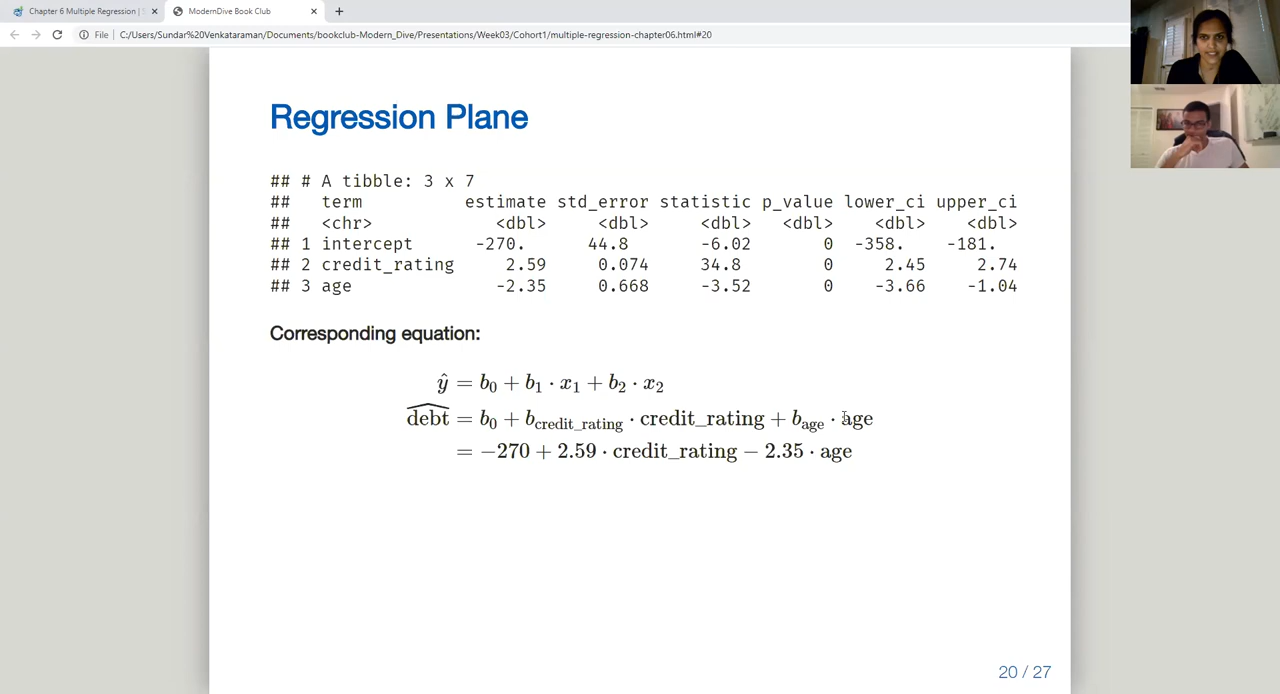 Chapter 6 Multiple Regression | S
ModernDive Book Club
File | C:/Users/Sundar%20Venkataraman/Documents/bookclub-Modern_Dive/Presentations/Week03/Cohort1/multiple-regression-chapter06.html#20
Regression Plane
## # A tibble: 3 x 7
## term estimate std_error statistic p_value lower_ci upper_ci
## <chr> <dbl> <dbl> <dbl> <dbl> <dbl> <dbl>
## 1 intercept -270. 44.8 -6.02 0 -358. -181.
## 2 credit_rating 2.59 0.074 34.8 0 2.45 2.74
## 3 age -2.35 0.668 -3.52 0 -3.66 -1.04
Corresponding equation:
ŷ = b₀ + b₁ · x₁ + b₂ · x₂
debt̂ = b₀ + b_credit_rating · credit_rating + b_age · age
= −270 + 2.59 · credit_rating − 2.35 · age
20 / 27